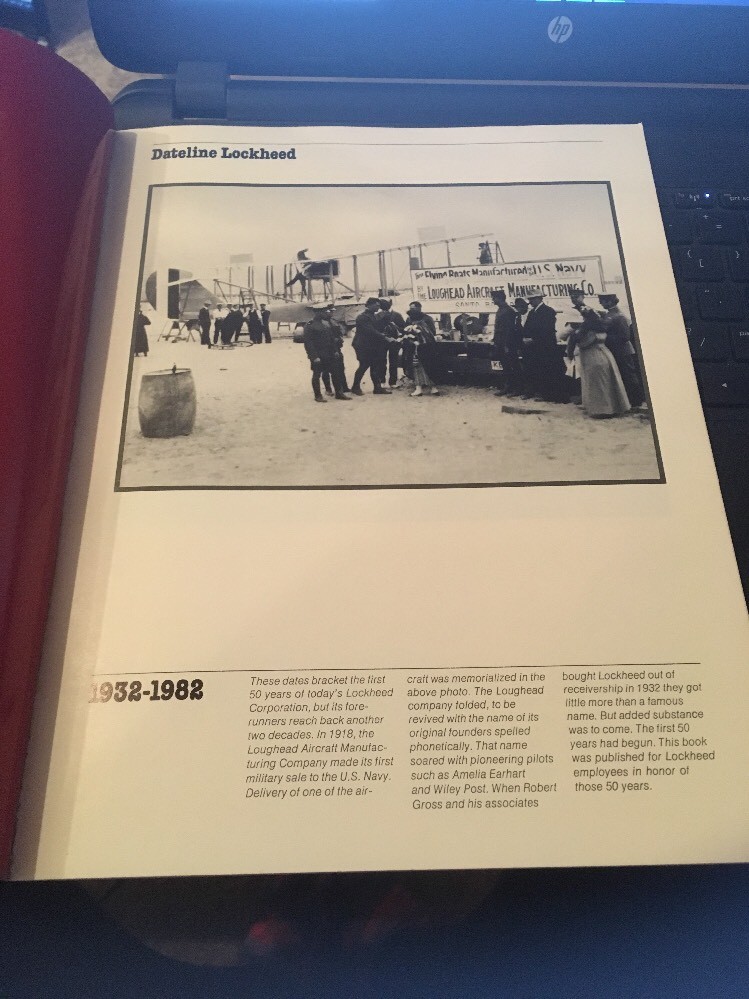 hp
Dateline Lockheed
Flying Boats Manufactured U.S. Navy
Loughead Aircraft Manufacturing Co.
1932-1982
These dates bracket the first
50 years of today's Lockheed
Corporation, but its fore-
runners reach back another
two decades. In 1918, the
Loughead Aircraft Manufac-
turing Company made its first
military sale to the U.S. Navy.
Delivery of one of the air-
craft was memorialized in the
above photo. The Loughead
company folded, to be
revived with the name of its
original founders spelled
phonetically. That name
soared with pioneering pilots
such as Amelia Earhart
and Wiley Post. When Robert
Gross and his associates
bought Lockheed out of
receivership in 1932 they got
little more than a famous
name. But added substance
was to come. The first 50
years had begun. This book
was published for Lockheed
employees in honor of
those 50 years.